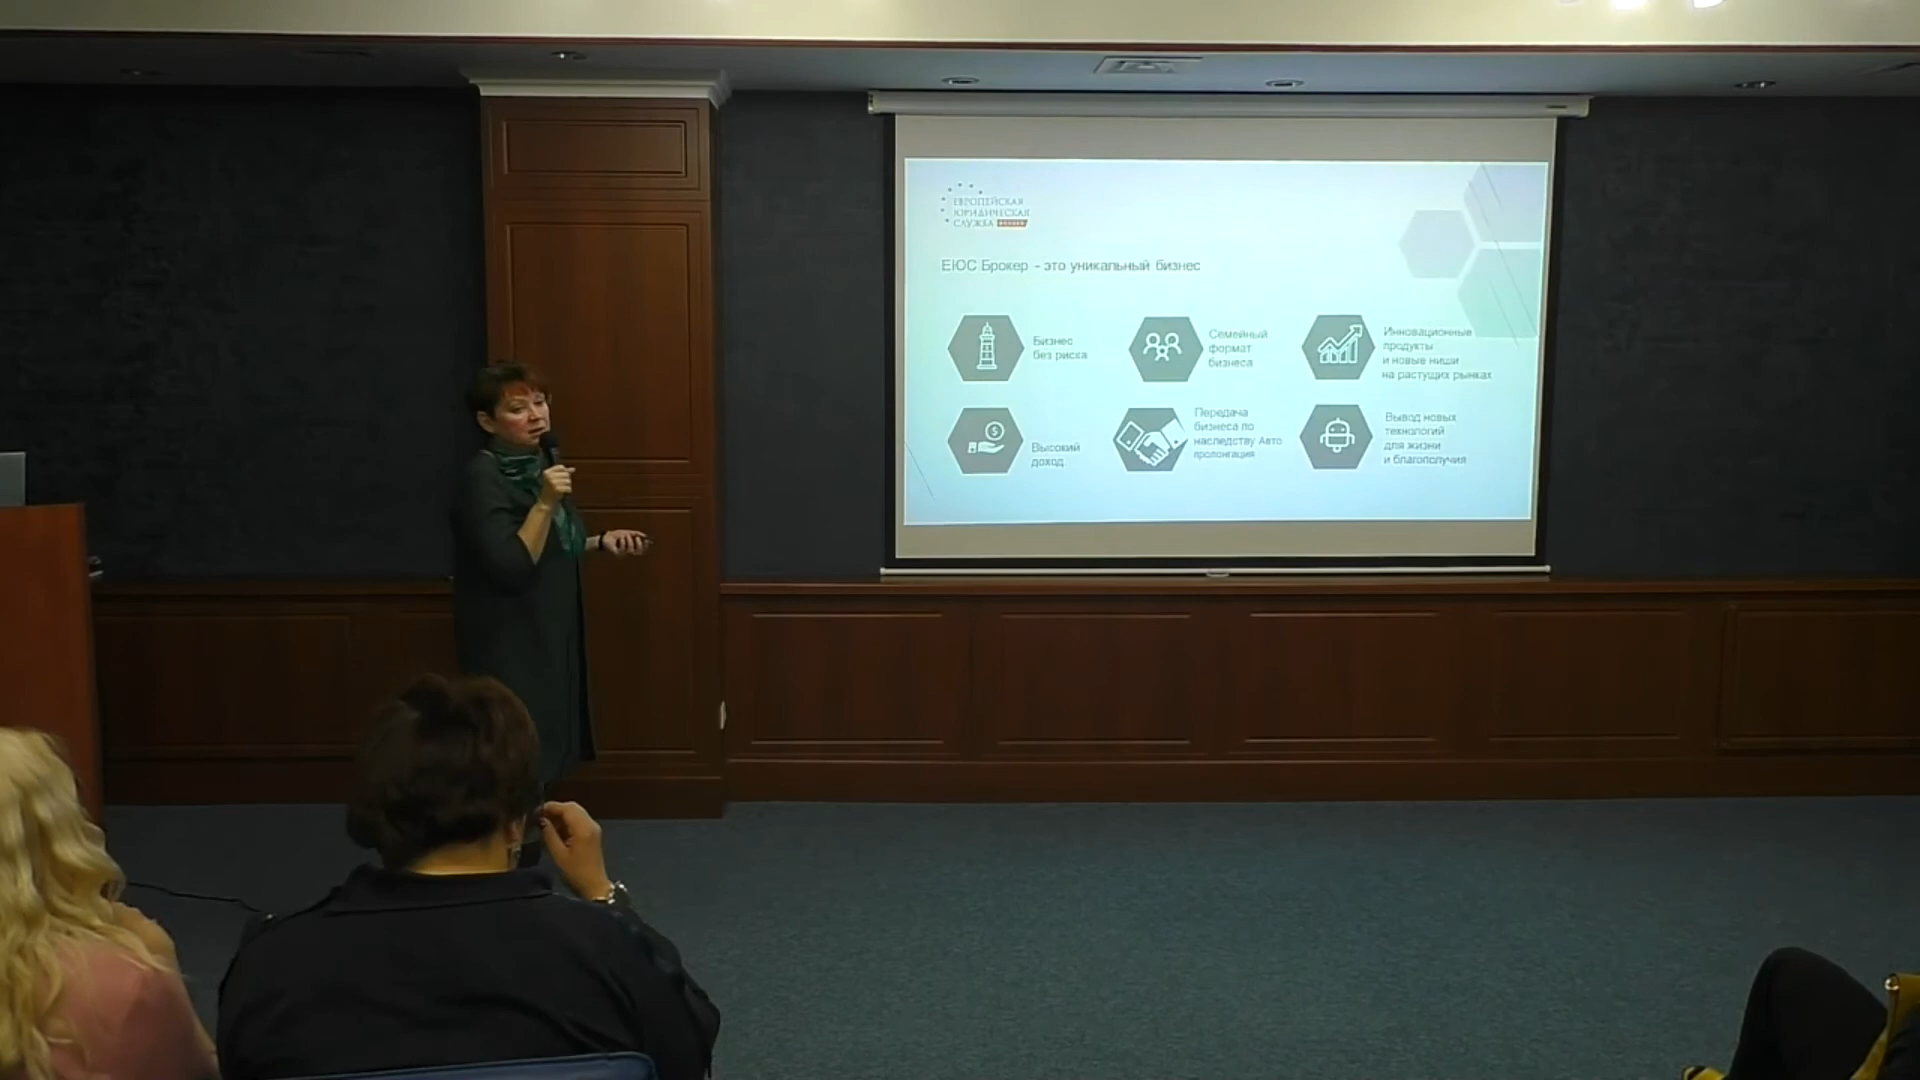 ЕВРОПЕЙСКАЯ
ЮРИДИЧЕСКАЯ
СЛУЖБА
ЕЮС Брокер - это уникальный бизнес
Бизнес
без риска
Семейный
формат
бизнеса
Инновационные
продукты
и новые ниши
на растущих рынках
Высокий
доход
Передача
бизнеса по
наследству Авто
пролонгация
Вывод новых
технологий
для жизни
и благополучия